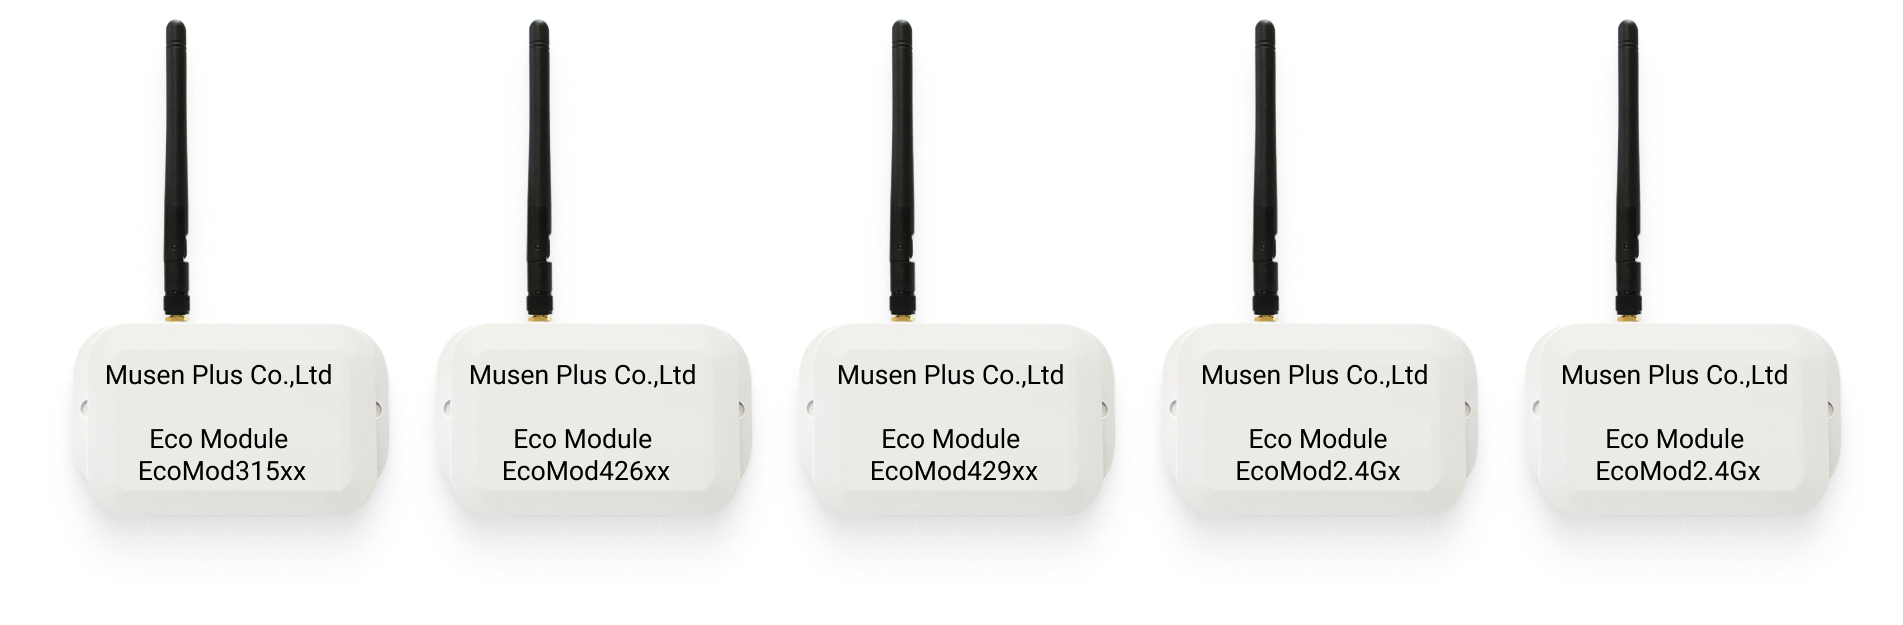 Musen Plus Co.,Ltd
Eco Module
EcoMod315xx
Musen Plus Co.,Ltd
Eco Module
EcoMod426xx
Musen Plus Co.,Ltd
Eco Module
EcoMod429xx
Musen Plus Co.,Ltd
Eco Module
EcoMod2.4Gx
Musen Plus Co.,Ltd
Eco Module
EcoMod2.4Gx